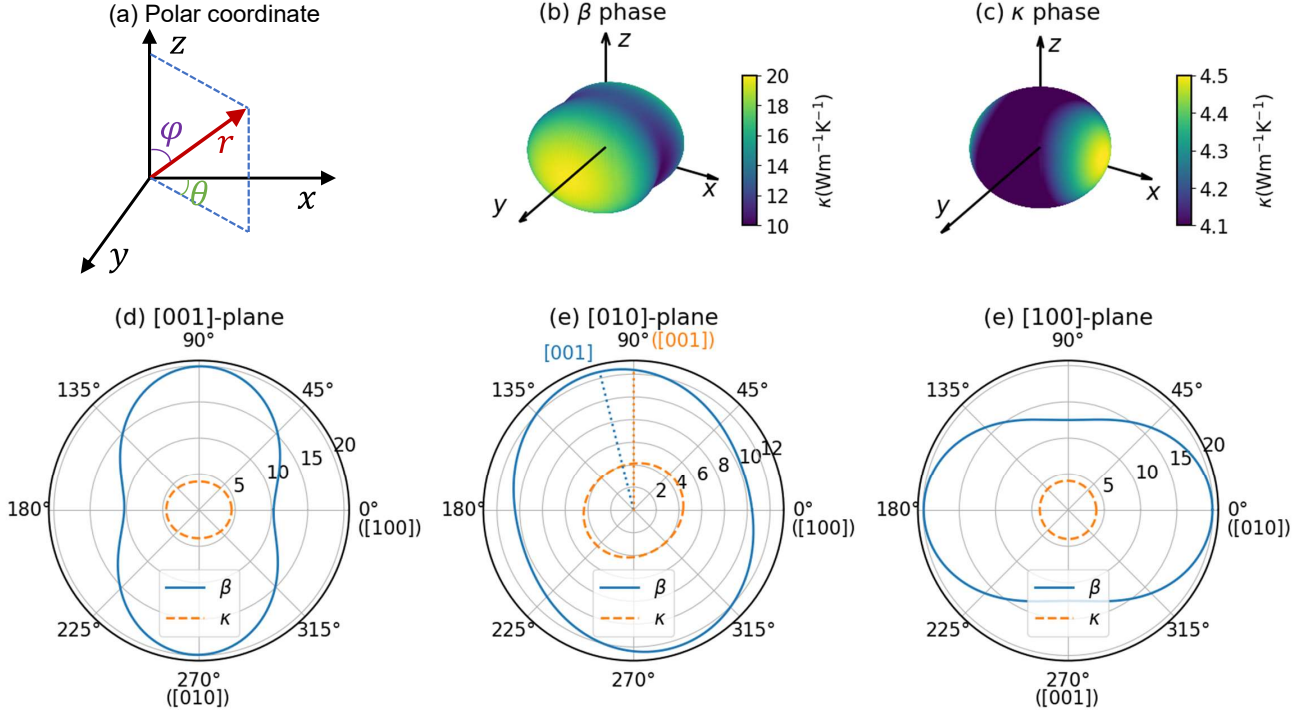 (a) Polar coordinate
z
φ
r
θ
x
y
(b) β phase
z
y
x
20
18
16
14
12
10
κ(Wm⁻¹K⁻¹)
(c) κ phase
z
y
x
4.5
4.4
4.3
4.2
4.1
κ(Wm⁻¹K⁻¹)
(d) [001]-plane
90°
135°
45°
20
15
10
5
180°
0°
([100])
β
κ
225°
315°
270°
([010])
(e) [010]-plane
[001]
90°([001])
135°
45°
12
10
8
6
4
2
180°
0°
([100])
β
κ
225°
315°
270°
(e) [100]-plane
90°
135°
45°
20
15
10
5
180°
0°
([010])
β
κ
225°
315°
270°
([001])